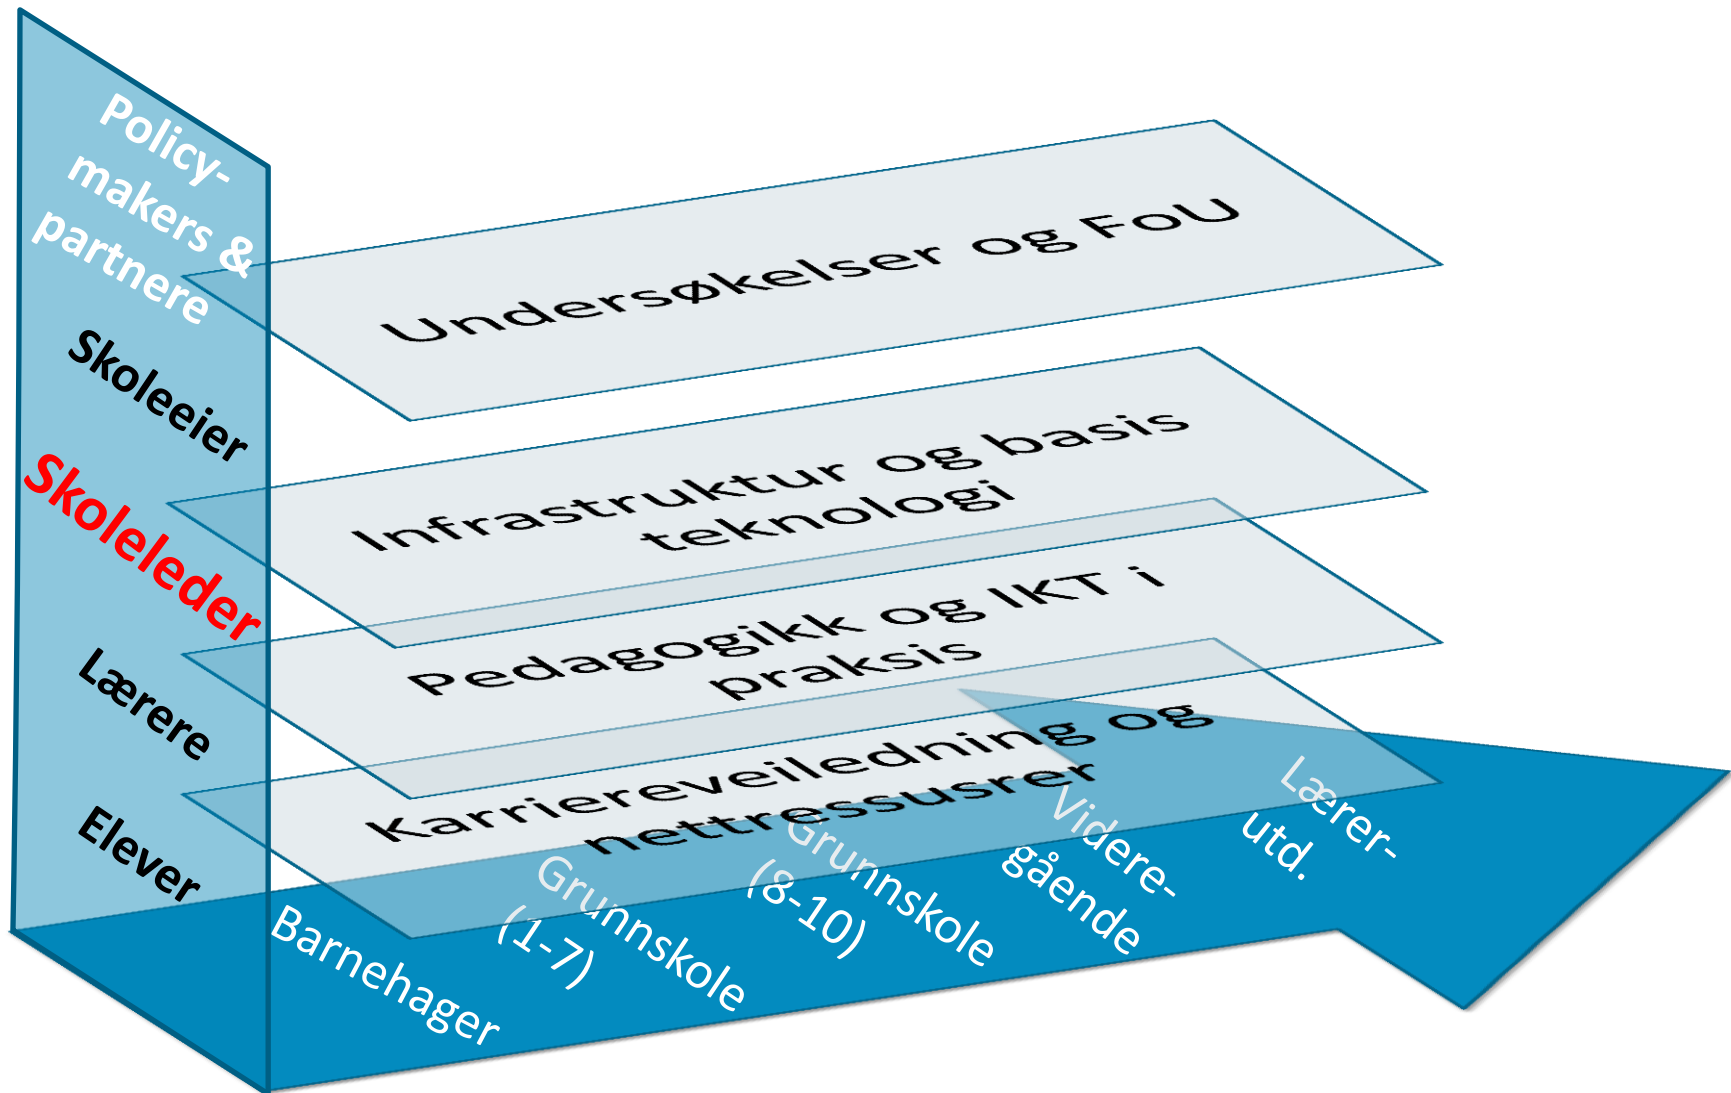 Policy-
makers &
partnere
Skoleeier
Skoleleder
Lærere
Elever
Undersøkelser og FoU
Infrastruktur og basis
teknologi
Pedagogikk og IKT i
praksis
Karriereveiledning og
nettressusrer
Barnehager
Grunnskole
(1-7)
Grunnskole
(8-10)
Videre-
gående
Lærer-
utd.